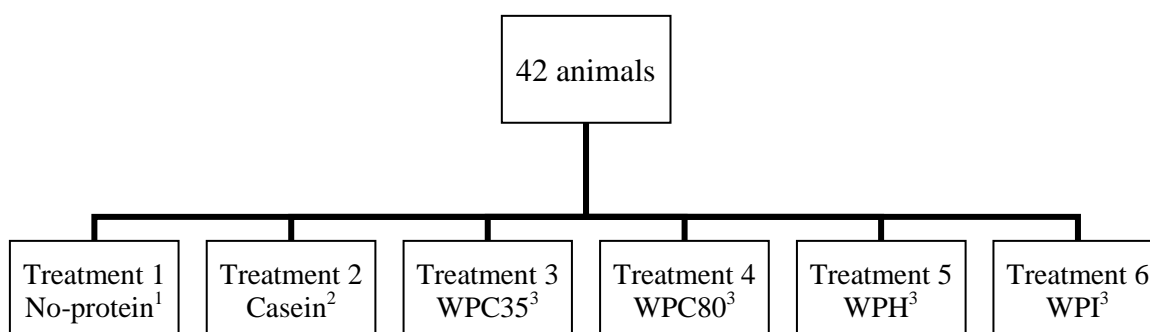 42 animals
Treatment 1
No-protein¹
Treatment 2
Casein²
Treatment 3
WPC35³
Treatment 4
WPC80³
Treatment 5
WPH³
Treatment 6
WPI³